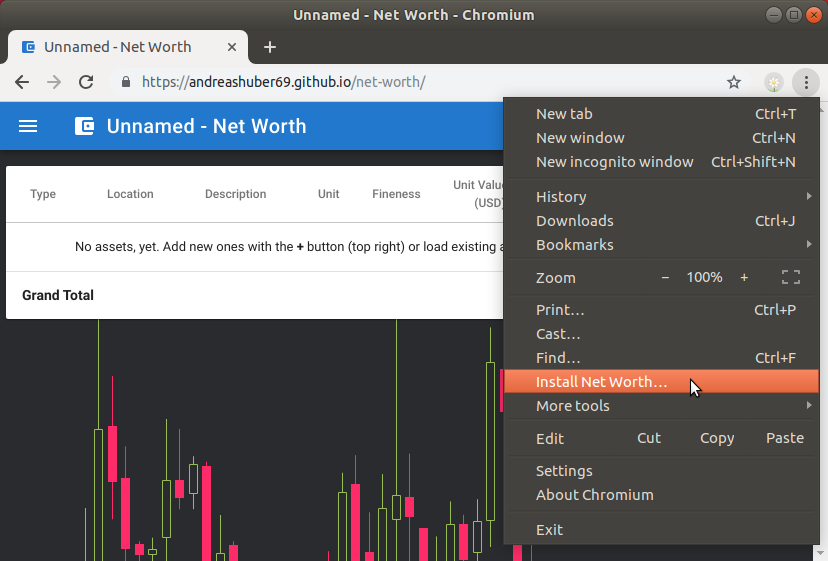 Unnamed - Net Worth - Chromium
Unnamed - Net Worth
https://andreashuber69.github.io/net-worth/
Unnamed - Net Worth
Type Location Description Unit Fineness Unit Value
(USD)
No assets, yet. Add new ones with the + button (top right) or load existing a
Grand Total
New tab Ctrl+T
New window Ctrl+N
New incognito window Ctrl+Shift+N
History
Downloads Ctrl+J
Bookmarks
Zoom − 100% +
Print… Ctrl+P
Cast…
Find… Ctrl+F
Install Net Worth…
More tools
Edit Cut Copy Paste
Settings
About Chromium
Exit